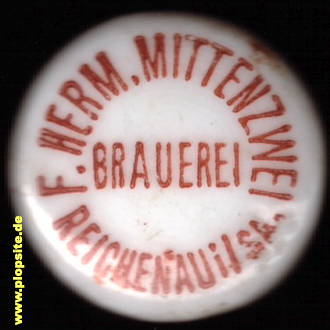 F. HERM. MITTENZWEI
BRAUEREI
REICHENAU i/SA.
www.plopsite.de